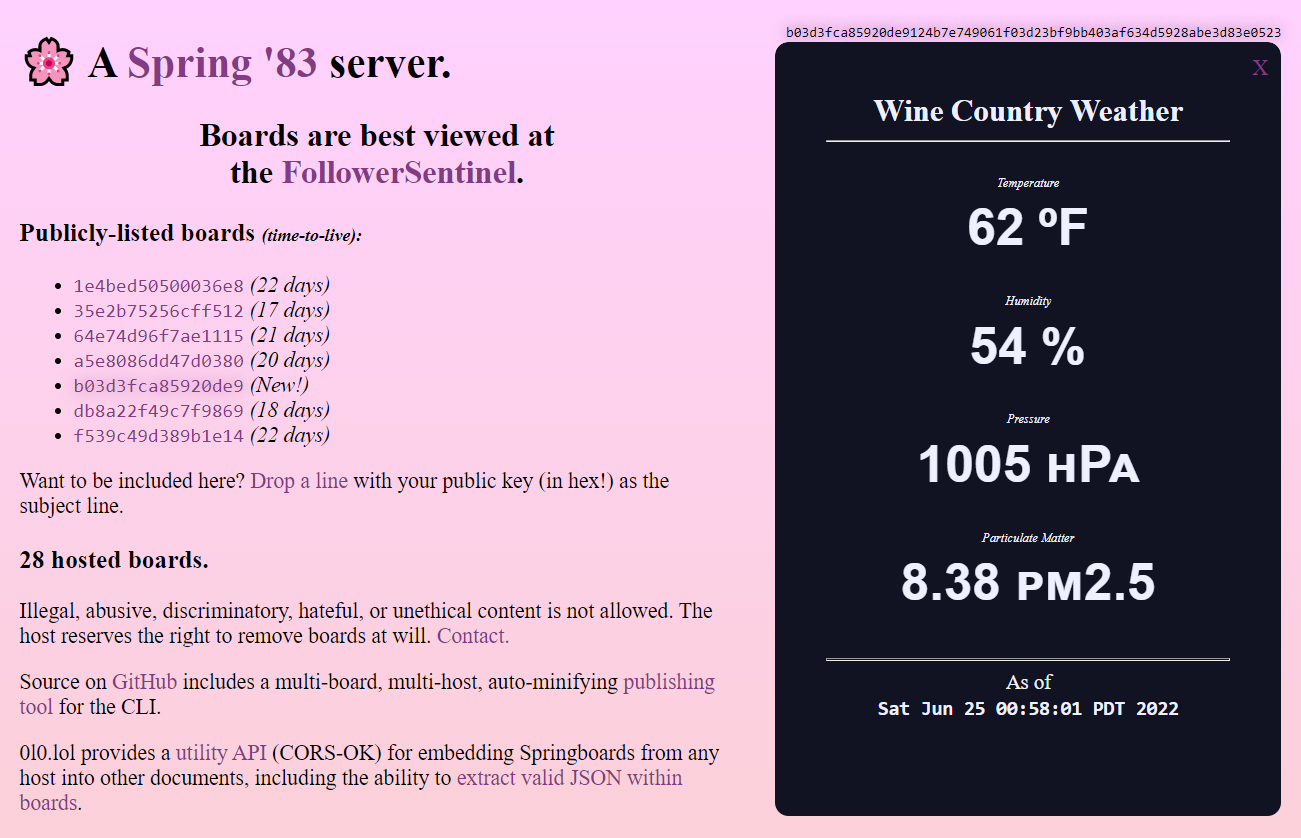 A Spring '83 server.
Boards are best viewed at
the FollowerSentinel.
Publicly-listed boards (time-to-live):
1e4bed50500036e8 (22 days)
35e2b75256cff512 (17 days)
64e74d96f7ae1115 (21 days)
a5e8086dd47d0380 (20 days)
b03d3fca85920de9 (New!)
db8a22f49c7f9869 (18 days)
f539c49d389b1e14 (22 days)
Want to be included here? Drop a line with your public key (in hex!) as the
subject line.
28 hosted boards.
Illegal, abusive, discriminatory, hateful, or unethical content is not allowed. The
host reserves the right to remove boards at will. Contact.
Source on GitHub includes a multi-board, multi-host, auto-minifying publishing
tool for the CLI.
0l0.lol provides a utility API (CORS-OK) for embedding Springboards from any
host into other documents, including the ability to extract valid JSON within
boards.
b03d3fca85920de9124b7e749061f03d23bf9bb403af634d5928abe3d83e0523
X
Wine Country Weather
Temperature
62 ºF
Humidity
54 %
Pressure
1005 HPA
Particulate Matter
8.38 PM2.5
As of
Sat Jun 25 00:58:01 PDT 2022